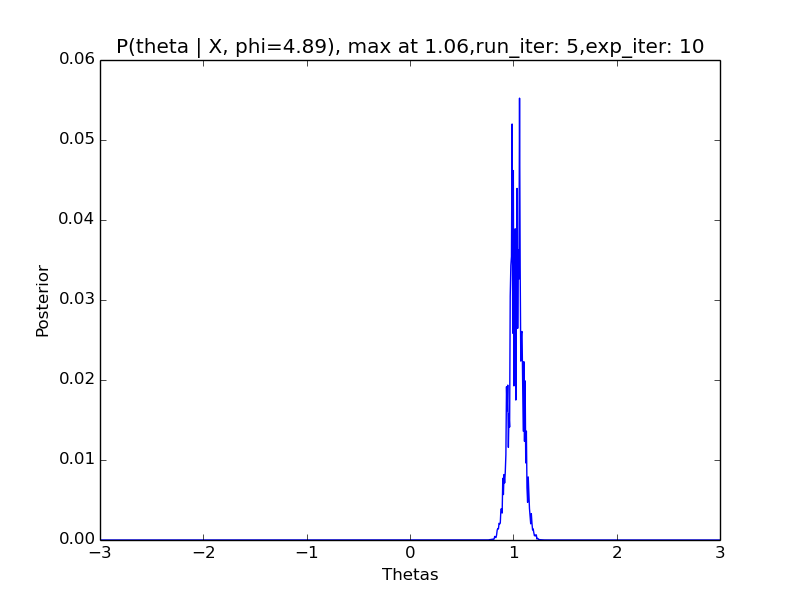 P(theta | X, phi=4.89), max at 1.06,run_iter: 5,exp_iter: 10
0.06
0.05
0.04
0.03
0.02
0.01
0.00
Posterior
−3 −2 −1 0 1 2 3
Thetas